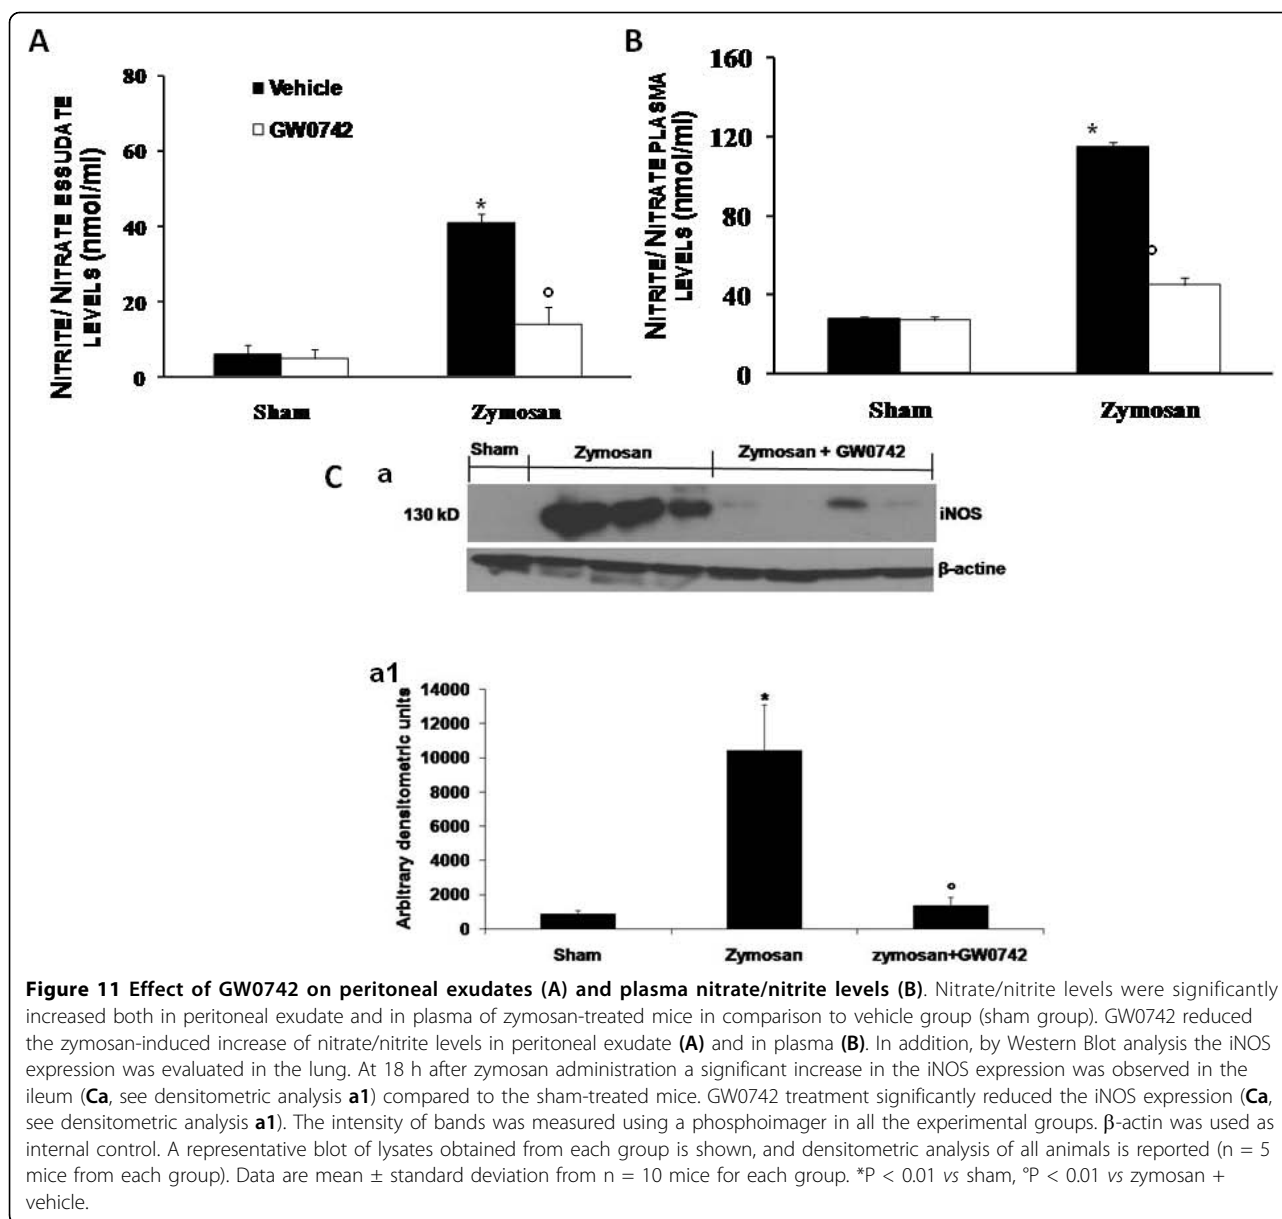 A
B
NITRITE/ NITRATE ESSUDATE
LEVELS (nmol/ml)
80
60
40
20
0
Vehicle
GW0742
*
°
Sham
Zymosan
NITRITE/ NITRATE PLASMA
LEVELS (nmol/ml)
160
120
80
40
0
*
°
Sham
Zymosan
C a
Sham
Zymosan
Zymosan + GW0742
130 kD
iNOS
β-actine
a1
Arbitrary densitometric units
14000
12000
10000
8000
6000
4000
2000
0
*
°
Sham
Zymosan
zymosan+GW0742
Figure 11 Effect of GW0742 on peritoneal exudates (A) and plasma nitrate/nitrite levels (B). Nitrate/nitrite levels were significantly
increased both in peritoneal exudate and in plasma of zymosan-treated mice in comparison to vehicle group (sham group). GW0742 reduced
the zymosan-induced increase of nitrate/nitrite levels in peritoneal exudate (A) and in plasma (B). In addition, by Western Blot analysis the iNOS
expression was evaluated in the lung. At 18 h after zymosan administration a significant increase in the iNOS expression was observed in the
ileum (Ca, see densitometric analysis a1) compared to the sham-treated mice. GW0742 treatment significantly reduced the iNOS expression (Ca,
see densitometric analysis a1). The intensity of bands was measured using a phosphoimager in all the experimental groups. β-actin was used as
internal control. A representative blot of lysates obtained from each group is shown, and densitometric analysis of all animals is reported (n = 5
mice from each group). Data are mean ± standard deviation from n = 10 mice for each group. *P < 0.01 vs sham, °P < 0.01 vs zymosan +
vehicle.